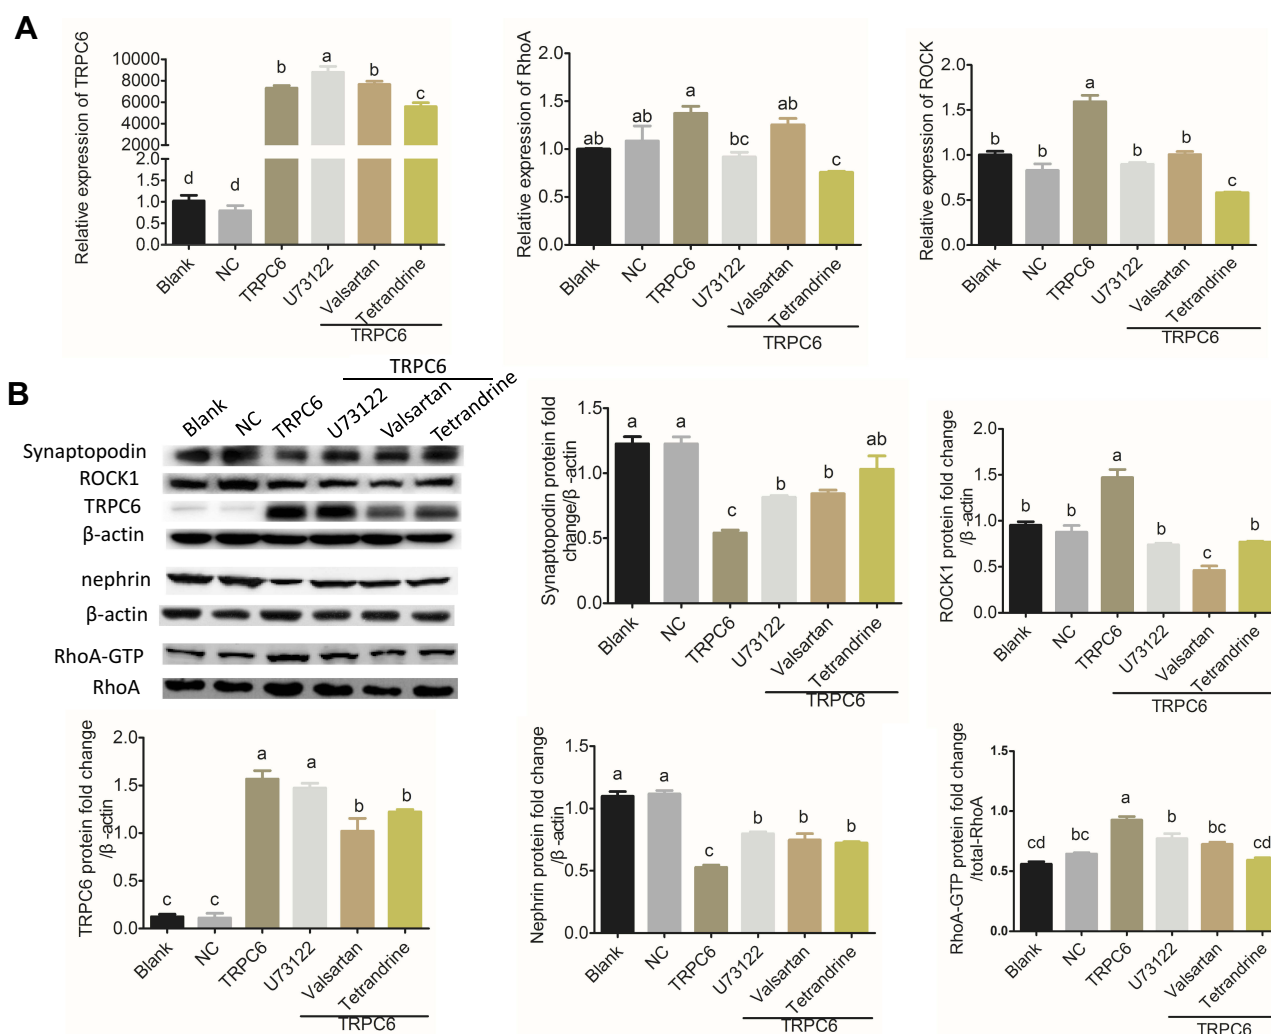 A
Relative expression of TRPC6
10000
8000
6000
4000
2000
2.0
1.5
1.0
0.5
0.0
d
d
b
a
b
c
Blank
NC
TRPC6
U73122
Valsartan
Tetrandrine
TRPC6
Relative expression of RhoA
2.0
1.5
1.0
0.5
0.0
ab
ab
a
bc
ab
c
Blank
NC
TRPC6
U73122
Valsartan
Tetrandrine
TRPC6
Relative expression of ROCK
2.0
1.5
1.0
0.5
0.0
b
b
a
b
b
c
Blank
NC
TRPC6
U73122
Valsartan
Tetrandrine
TRPC6
B
TRPC6
Blank
NC
TRPC6
U73122
Valsartan
Tetrandrine
Synaptopodin
ROCK1
TRPC6
β-actin
nephrin
β-actin
RhoA-GTP
RhoA
Synaptopodin protein fold
change/β -actin
1.5
1.0
0.5
0.0
a
a
c
b
b
ab
Blank
NC
TRPC6
U73122
Valsartan
Tetrandrine
TRPC6
ROCK1 protein fold change
/β -actin
2.0
1.5
1.0
0.5
0.0
b
b
a
b
c
b
Blank
NC
TRPC6
U73122
Valsartan
Tetrandrine
TRPC6
TRPC6 protein fold change
/β -actin
2.0
1.5
1.0
0.5
0.0
c
c
a
a
b
b
Blank
NC
TRPC6
U73122
Valsartan
Tetrandrine
TRPC6
Nephrin protein fold change
/β -actin
1.5
1.0
0.5
0.0
a
a
c
b
b
b
Blank
NC
TRPC6
U73122
Valsartan
Tetrandrine
TRPC6
RhoA-GTP protein fold change
/total-RhoA
1.5
1.0
0.5
0.0
cd
bc
a
b
bc
cd
Blank
NC
TRPC6
U73122
Valsartan
Tetrandrine
TRPC6